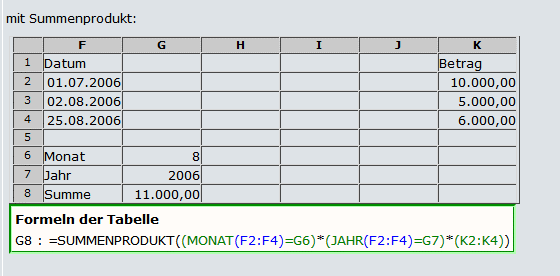 mit Summenprodukt:
F G H I J K
1 Datum Betrag
2 01.07.2006 10.000,00
3 02.08.2006 5.000,00
4 25.08.2006 6.000,00
5
6 Monat 8
7 Jahr 2006
8 Summe 11.000,00
Formeln der Tabelle
G8 : =SUMMENPRODUKT((MONAT(F2:F4)=G6)*(JAHR(F2:F4)=G7)*(K2:K4))